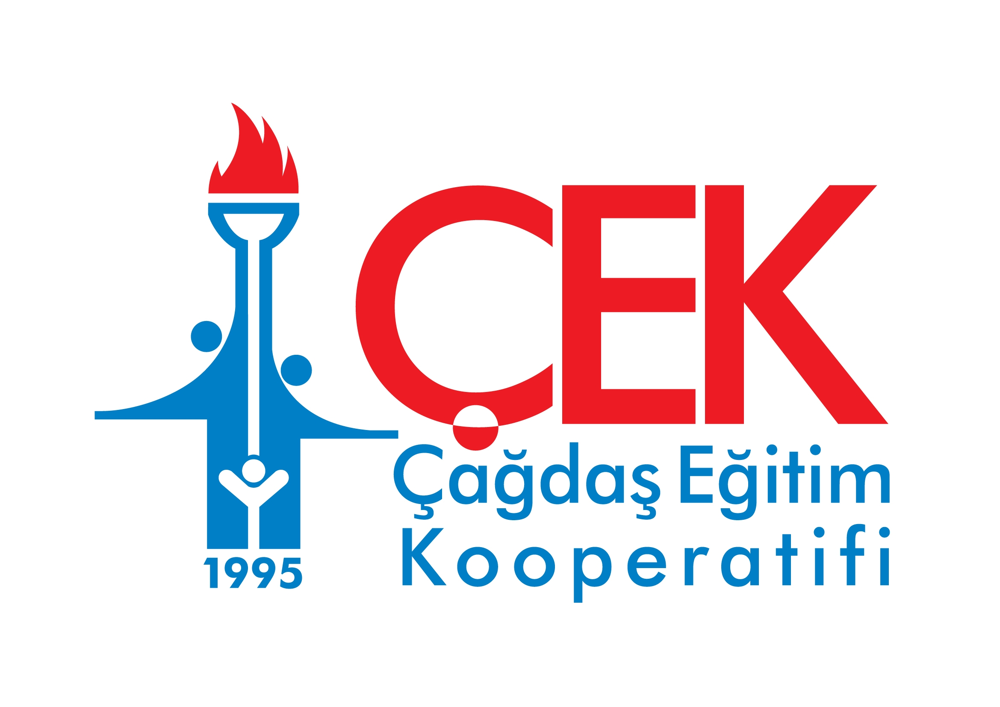 ÇEK
Çağdaş Eğitim
Kooperatifi
1995